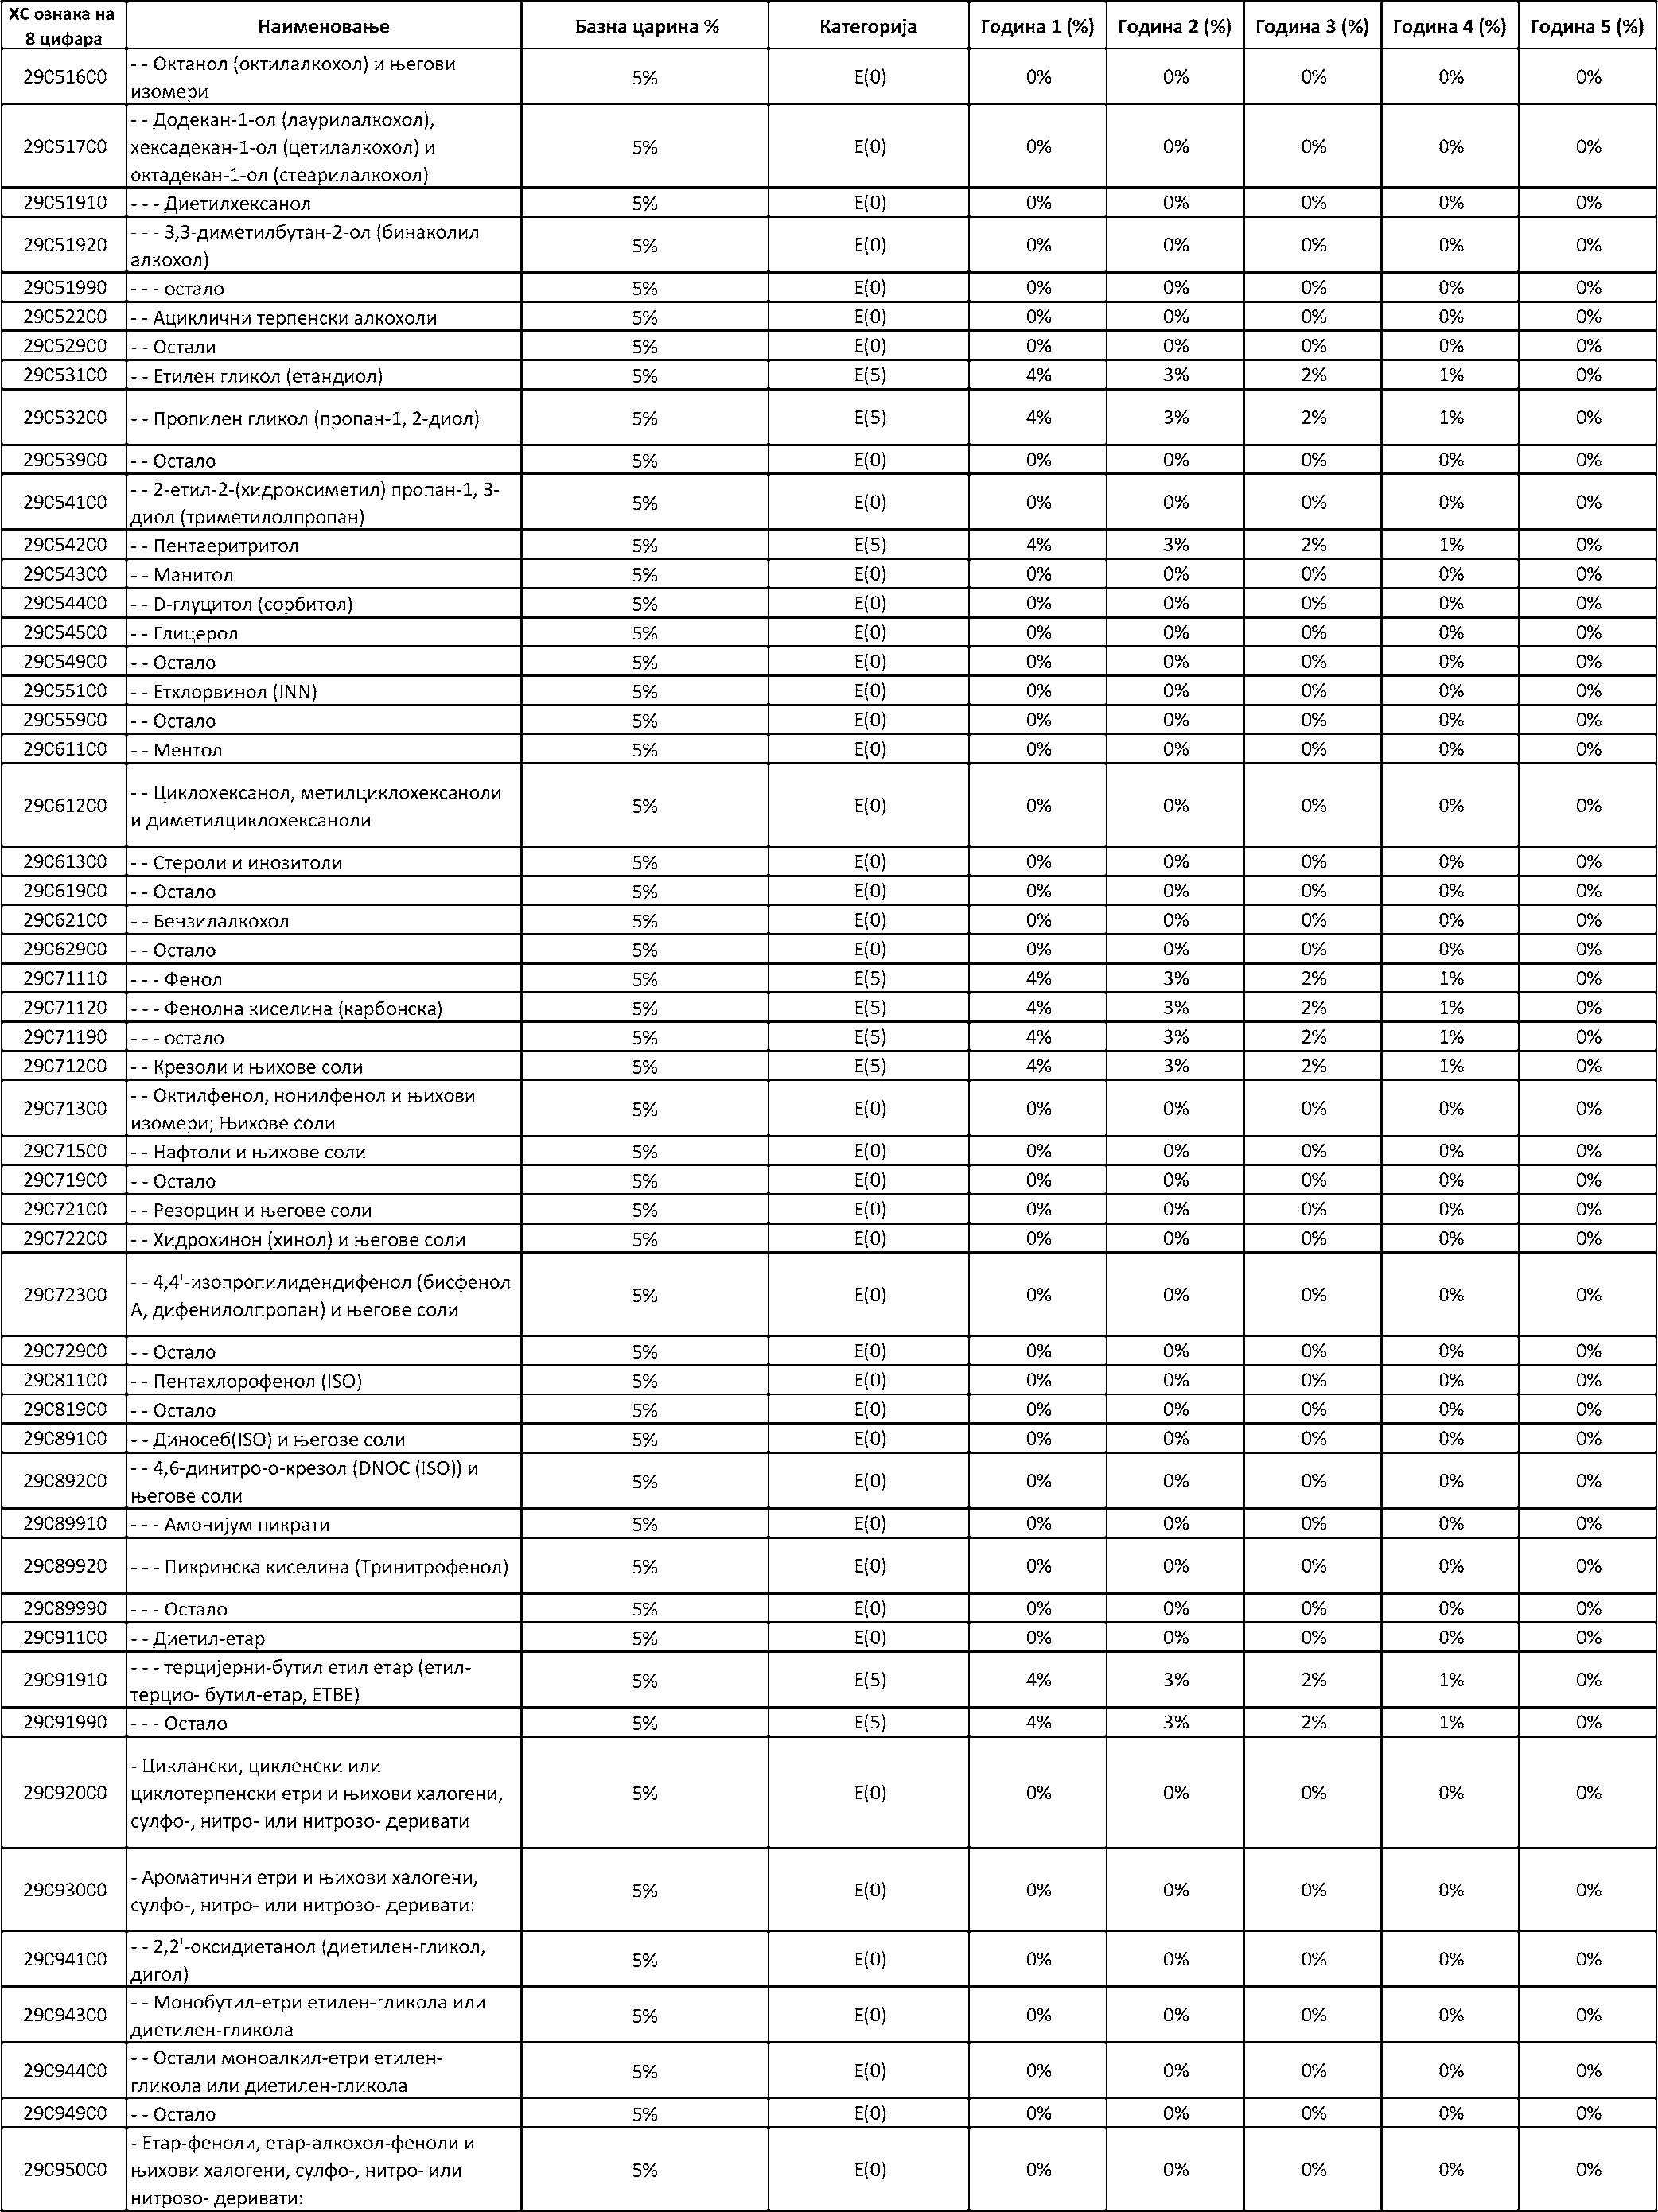 ХС ознака на
8 цифара Наименовање Базна царина % Категорија Година 1 (%) Година 2 (%) Година 3 (%) Година 4 (%) Година 5 (%)
29051600 - - Октанол (октилалкохол) и његови
изомери 5% E(0) 0% 0% 0% 0% 0%
29051700 - - Додекан-1-ол (лаурилалкохол),
хексадекан-1-ол (цетилалкохол) и
октадекан-1-ол (стеарилалкохол) 5% E(0) 0% 0% 0% 0% 0%
29051910 - - - Диетилхексанол 5% E(0) 0% 0% 0% 0% 0%
29051920 - - - 3,3-диметилбутан-2-ол (бинаколил
алкохол) 5% E(0) 0% 0% 0% 0% 0%
29051990 - - - остало 5% E(0) 0% 0% 0% 0% 0%
29052200 - - Ациклични терпенски алкохоли 5% E(0) 0% 0% 0% 0% 0%
29052900 - - Остали 5% E(0) 0% 0% 0% 0% 0%
29053100 - - Етилен гликол (етандиол) 5% E(5) 4% 3% 2% 1% 0%
29053200 - - Пропилен гликол (пропан-1, 2-диол) 5% E(5) 4% 3% 2% 1% 0%
29053900 - - Остало 5% E(0) 0% 0% 0% 0% 0%
29054100 - - 2-етил-2-(хидроксиметил) пропан-1, 3-
диол (триметилолпропан) 5% E(0) 0% 0% 0% 0% 0%
29054200 - - Пентаеритритол 5% E(5) 4% 3% 2% 1% 0%
29054300 - - Манитол 5% E(0) 0% 0% 0% 0% 0%
29054400 - - D-глуцитол (сорбитол) 5% E(0) 0% 0% 0% 0% 0%
29054500 - - Глицерол 5% E(0) 0% 0% 0% 0% 0%
29054900 - - Остало 5% E(0) 0% 0% 0% 0% 0%
29055100 - - Етхлорвинол (INN) 5% E(0) 0% 0% 0% 0% 0%
29055900 - - Остало 5% E(0) 0% 0% 0% 0% 0%
29061100 - - Ментол 5% E(0) 0% 0% 0% 0% 0%
29061200 - - Циклохексанол, метилциклохексаноли
и диметилциклохексаноли 5% E(0) 0% 0% 0% 0% 0%
29061300 - - Стероли и инозитоли 5% E(0) 0% 0% 0% 0% 0%
29061900 - - Остало 5% E(0) 0% 0% 0% 0% 0%
29062100 - - Бензилалкохол 5% E(0) 0% 0% 0% 0% 0%
29062900 - - Остало 5% E(0) 0% 0% 0% 0% 0%
29071110 - - - Фенол 5% E(5) 4% 3% 2% 1% 0%
29071120 - - - Фенолна киселина (карбонска) 5% E(5) 4% 3% 2% 1% 0%
29071190 - - - остало 5% E(5) 4% 3% 2% 1% 0%
29071200 - - Крезоли и њихове соли 5% E(5) 4% 3% 2% 1% 0%
29071300 - - Октилфенол, нонилфенол и њихови
изомери; Њихове соли 5% E(0) 0% 0% 0% 0% 0%
29071500 - - Нафтоли и њихове соли 5% E(0) 0% 0% 0% 0% 0%
29071900 - - Остало 5% E(0) 0% 0% 0% 0% 0%
29072100 - - Резорцин и његове соли 5% E(0) 0% 0% 0% 0% 0%
29072200 - - Хидрохинон (хинол) и његове соли 5% E(0) 0% 0% 0% 0% 0%
29072300 - - 4,4'-изопропилидендифенол (бисфенол
А, дифенилолпропан) и његове соли 5% E(0) 0% 0% 0% 0% 0%
29072900 - - Остало 5% E(0) 0% 0% 0% 0% 0%
29081100 - - Пентахлорофенол (ISO) 5% E(0) 0% 0% 0% 0% 0%
29081900 - - Остало 5% E(0) 0% 0% 0% 0% 0%
29089100 - - Диносеб(ISO) и његове соли 5% E(0) 0% 0% 0% 0% 0%
29089200 - - 4,6-динитро-о-крезол (DNOC (ISO)) и
његове соли 5% E(0) 0% 0% 0% 0% 0%
29089910 - - - Амонијум пикрати 5% E(0) 0% 0% 0% 0% 0%
29089920 - - - Пикринска киселина (Тринитрофенол) 5% E(0) 0% 0% 0% 0% 0%
29089990 - - - Остало 5% E(0) 0% 0% 0% 0% 0%
29091100 - - Диетил-етар 5% E(0) 0% 0% 0% 0% 0%
29091910 - - - терцијерни-бутил етил етар (етил-
терцио- бутил-етар, ETBE) 5% E(5) 4% 3% 2% 1% 0%
29091990 - - - Остало 5% E(5) 4% 3% 2% 1% 0%
29092000 - Циклански, цикленски или
циклотерпенски етри и њихови халогени,
сулфо-, нитро- или нитрозо- деривати 5% E(0) 0% 0% 0% 0% 0%
29093000 - Ароматични етри и њихови халогени,
сулфо-, нитро- или нитрозо- деривати: 5% E(0) 0% 0% 0% 0% 0%
29094100 - - 2,2'-оксидиетанол (диетилен-гликол,
дигол) 5% E(0) 0% 0% 0% 0% 0%
29094300 - - Монобутил-етри етилен-гликола или
диетилен-гликола 5% E(0) 0% 0% 0% 0% 0%
29094400 - - Остали моноалкил-етри етилен-
гликола или диетилен-гликола 5% E(0) 0% 0% 0% 0% 0%
29094900 - - Остало 5% E(0) 0% 0% 0% 0% 0%
29095000 - Етар-феноли, етар-алкохол-феноли и
њихови халогени, сулфо-, нитро- или
нитрозо- деривати: 5% E(0) 0% 0% 0% 0% 0%